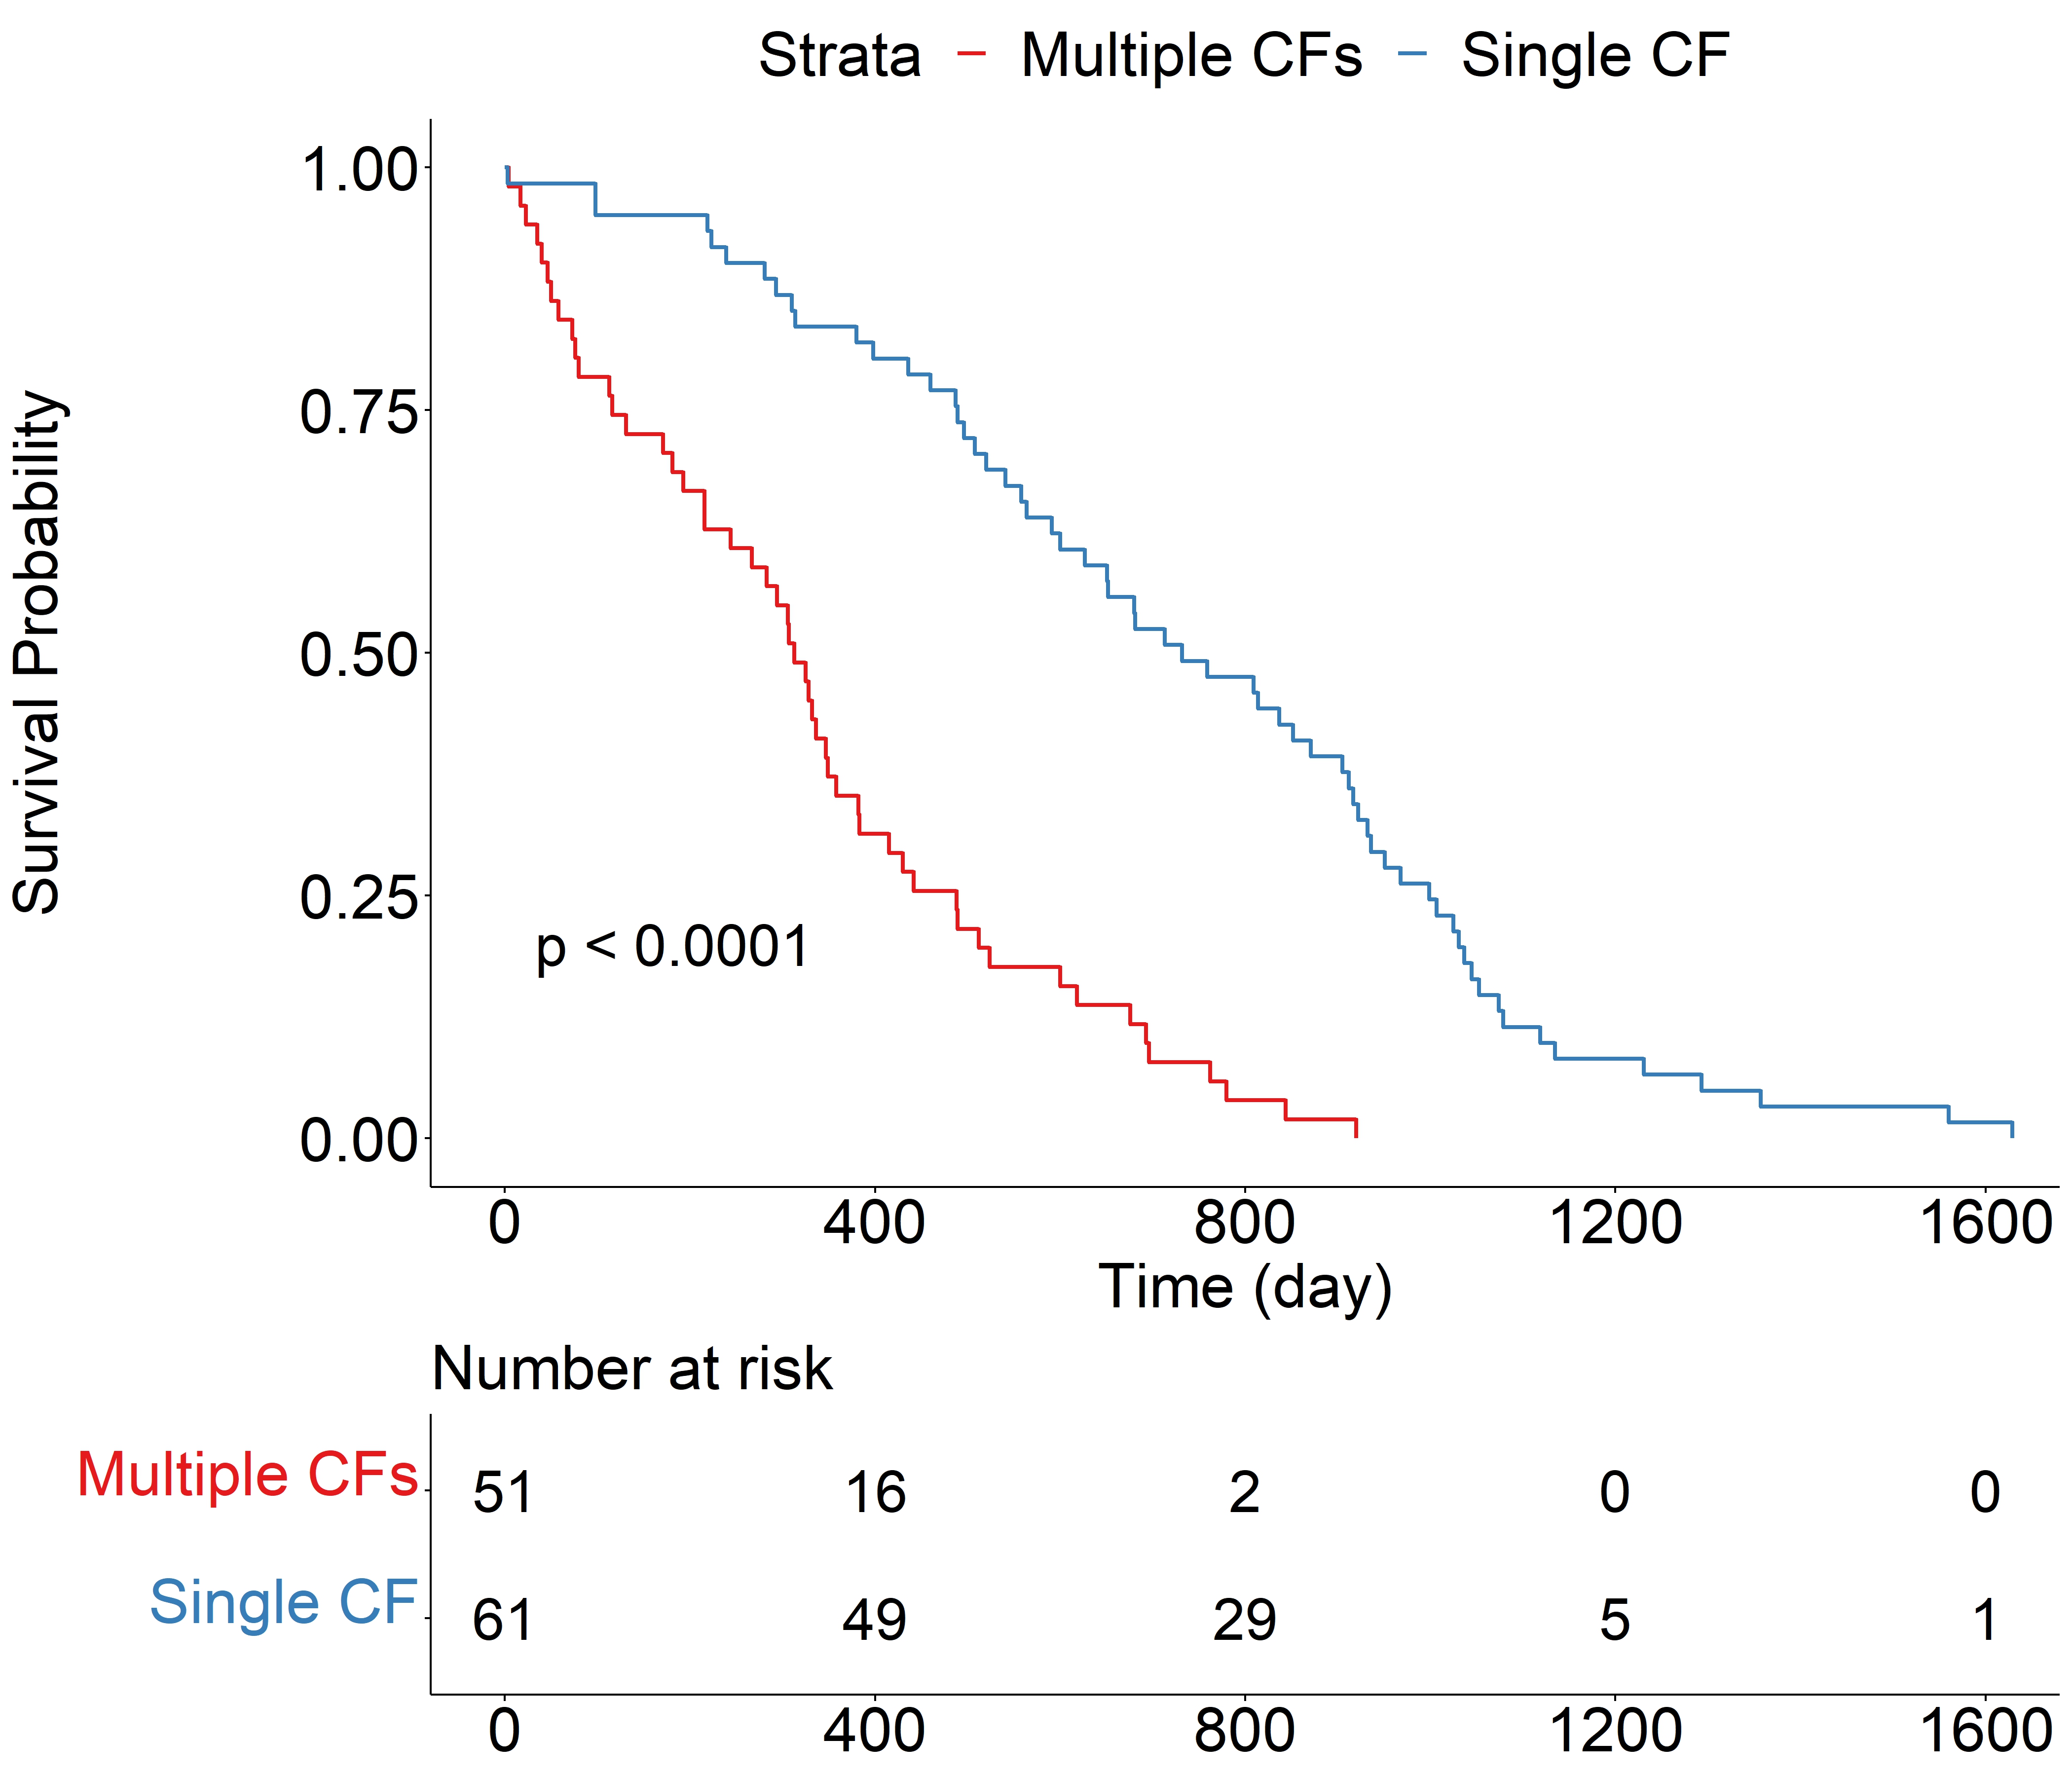 Strata Multiple CFs Single CF
1.00
0.75
0.50
0.25
0.00
Survival Probability
p < 0.0001
0 400 800 1200 1600
Time (day)
Number at risk
Multiple CFs 51 16 2 0 0
Single CF 61 49 29 5 1
0 400 800 1200 1600